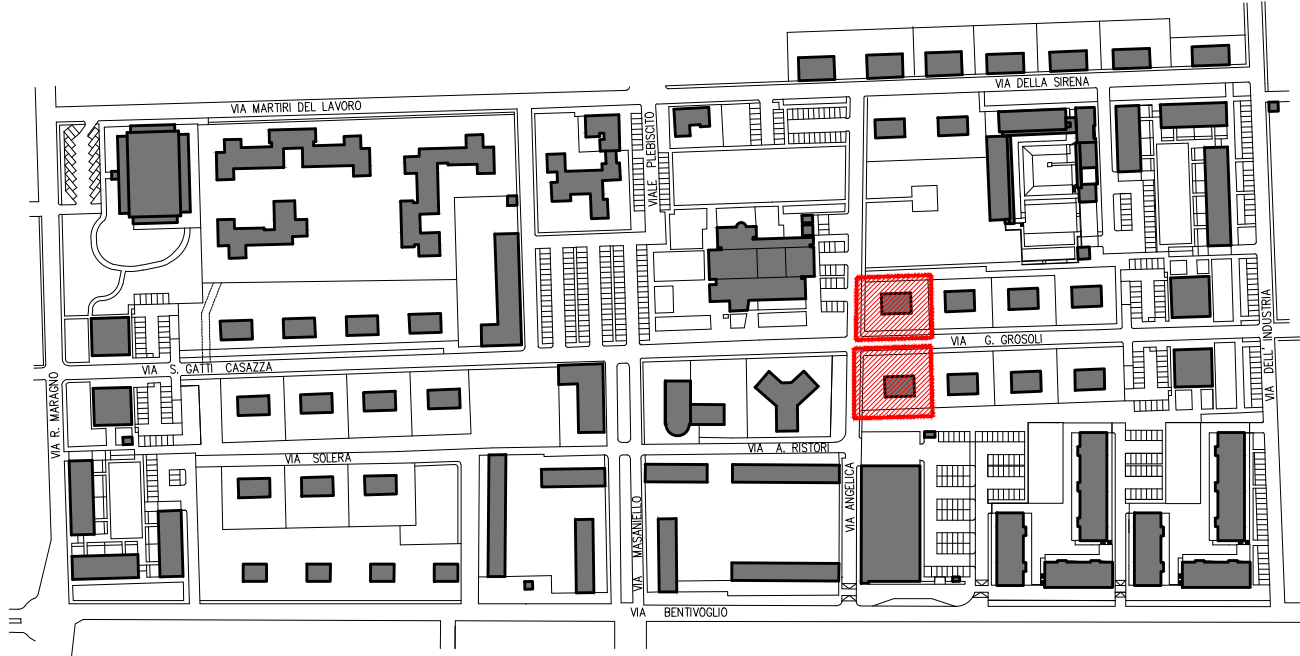 VIA DELLA SIRENA
VIA MARTIRI DEL LAVORO
VIALE PLEBISCITO
VIA DELL' INDUSTRIA
VIA G. GROSOLI
VIA S. GATTI CASAZZA
VIA R. MARAGNO
VIA A. RISTORI
VIA SOLERA
VIA ANGELICA
VIA MASANIELLO
VIA BENTIVOGLIO